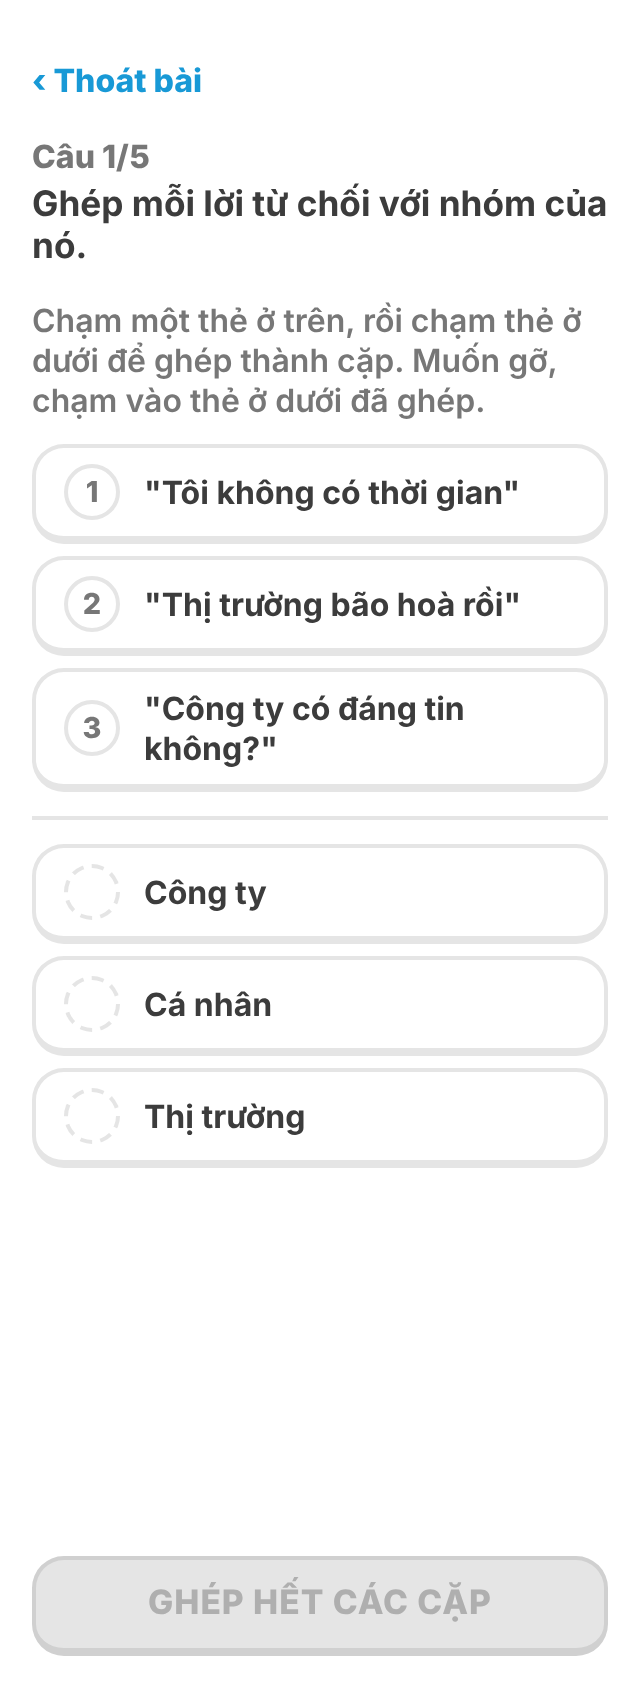 ‹ Thoát bài
Câu 1/5
Ghép mỗi lời từ chối với nhóm của
nó.
Chạm một thẻ ở trên, rồi chạm thẻ ở
dưới để ghép thành cặp. Muốn gỡ,
chạm vào thẻ ở dưới đã ghép.
1 "Tôi không có thời gian"
2 "Thị trường bão hoà rồi"
3 "Công ty có đáng tin
không?"
Công ty
Cá nhân
Thị trường
GHÉP HẾT CÁC CẶP